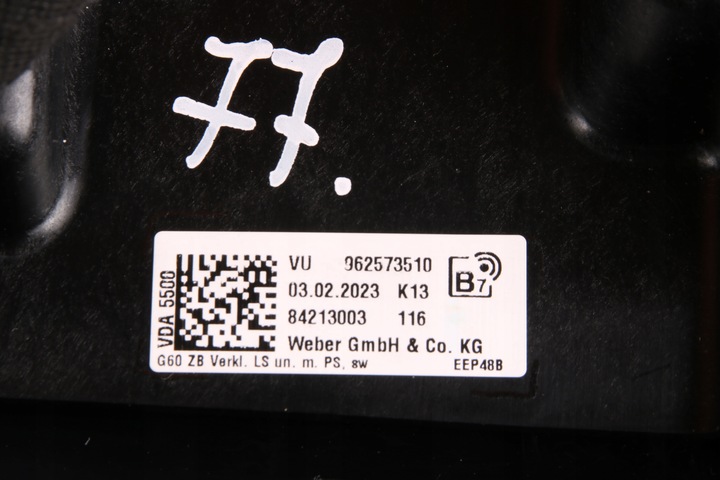 77.
VDA 5500
VU 962573510
B7
03.02.2023 K13
84213003 116
Weber GmbH & Co. KG
G60 ZB Verkl. LS un. m. PS, 8W EEP48B